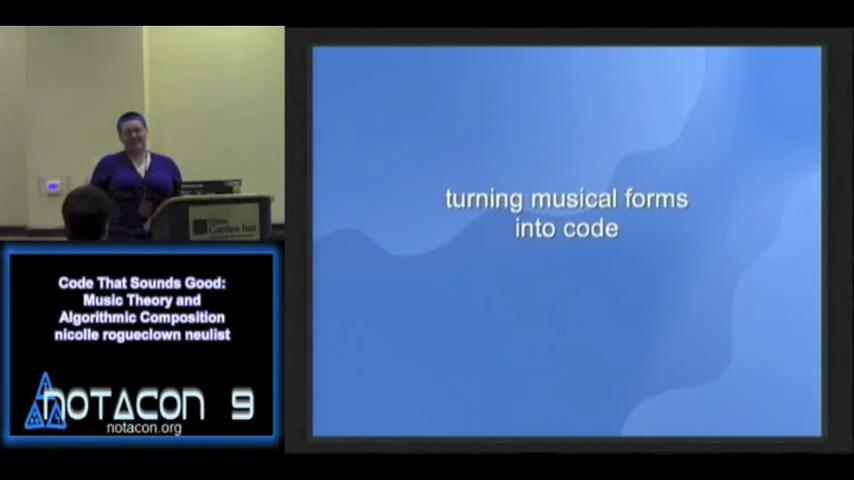 turning musical forms
into code
Hilton
Garden Inn
Code That Sounds Good:
Music Theory and
Algorithmic Composition
nicolle rogueclown neulist
NOTACON 9
notacon.org